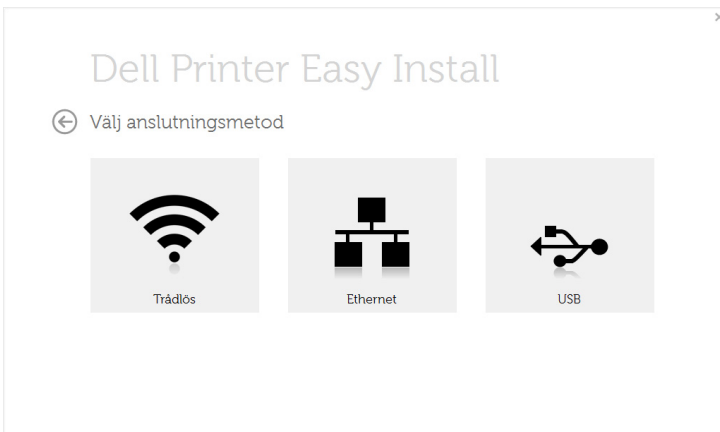 Dell Printer Easy Install
Välj anslutningsmetod
Trådlös
Ethernet
USB